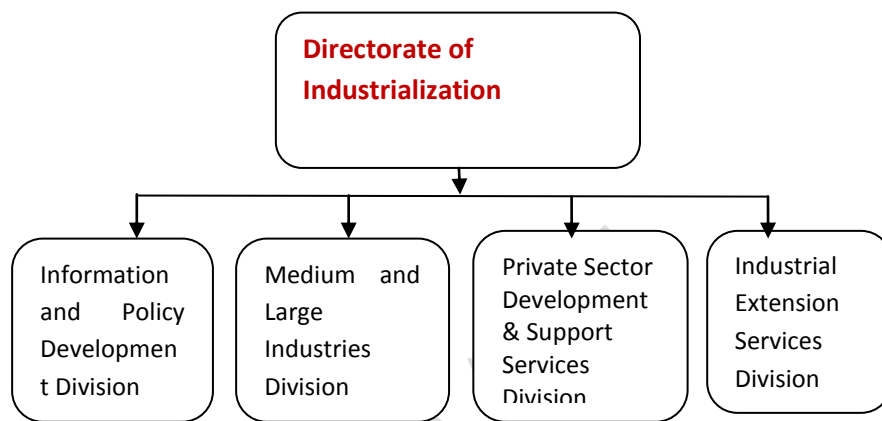 Directorate of
Industrialization
Information
and Policy
Developmen
t Division
Medium and
Large
Industries
Division
Private Sector
Development
& Support
Services
Division
Industrial
Extension
Services
Division